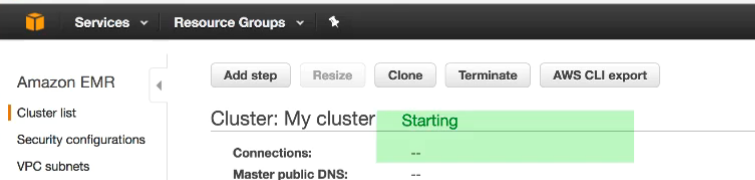 Services Resource Groups
Amazon EMR
Cluster list
Security configurations
VPC subnets
Add step Resize Clone Terminate AWS CLI export
Cluster: My cluster Starting
Connections: --
Master public DNS: --